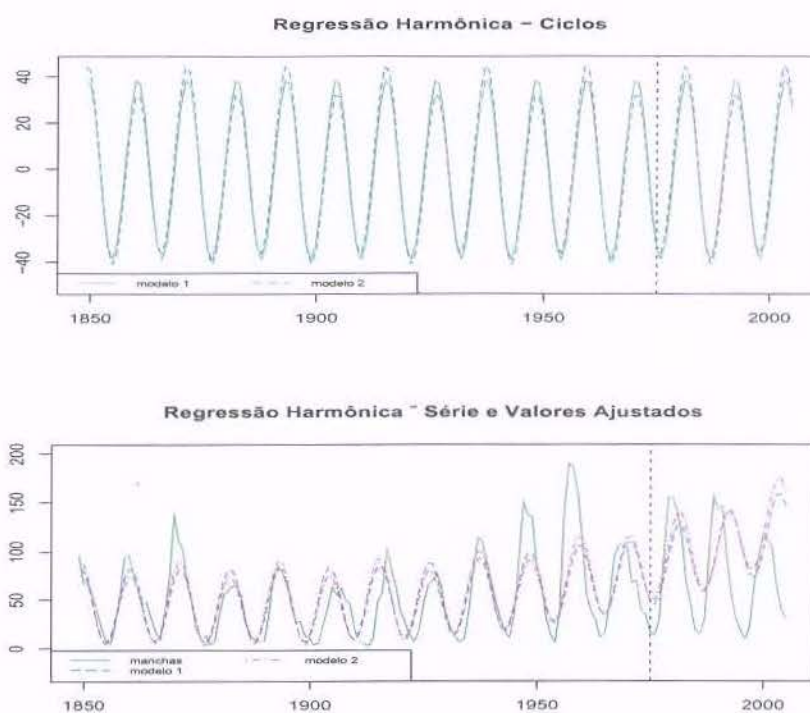 Regressão Harmônica – Ciclos
40
20
0
−20
−40
modelo 1 modelo 2
1850 1900 1950 2000
Regressão Harmônica ¯ Série e Valores Ajustados
200
150
100
50
0
manchas modelo 2
modelo 1
1850 1900 1950 2000